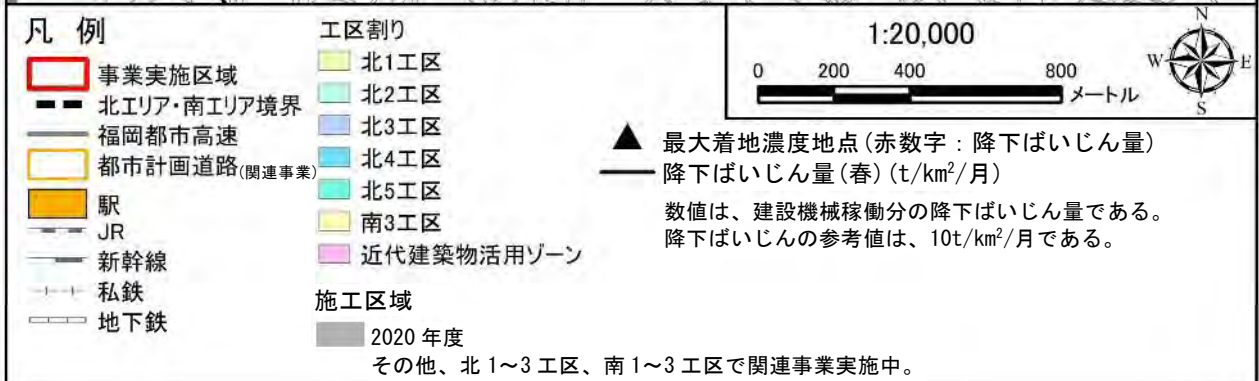 凡 例
事業実施区域
北エリア・南エリア境界
福岡都市高速
都市計画道路(関連事業)
駅
JR
新幹線
私鉄
地下鉄
工区割り
北1工区
北2工区
北3工区
北4工区
北5工区
南3工区
近代建築物活用ゾーン
施工区域
2020 年度
その他、北 1～3 工区、南 1～3 工区で関連事業実施中。
1:20,000
0 200 400 800
メートル
N
W E
S
▲ 最大着地濃度地点(赤数字：降下ばいじん量)
降下ばいじん量(春)(t/km²/月)
数値は、建設機械稼働分の降下ばいじん量である。
降下ばいじんの参考値は、10t/km²/月である。